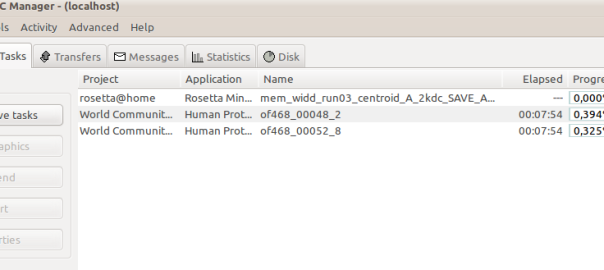 C Manager - (localhost)
ls Activity Advanced Help
Tasks Transfers Messages Statistics Disk
Project Application Name Elapsed Progre
rosetta@home Rosetta Min... mem_widd_run03_centroid_A_2kdc_SAVE_A... --- 0,000%
World Communit... Human Prot... of468_00048_2 00:07:54 0,394%
World Communit... Human Prot... of468_00052_8 00:07:54 0,325%
ve tasks
aphics
end
rt
rties